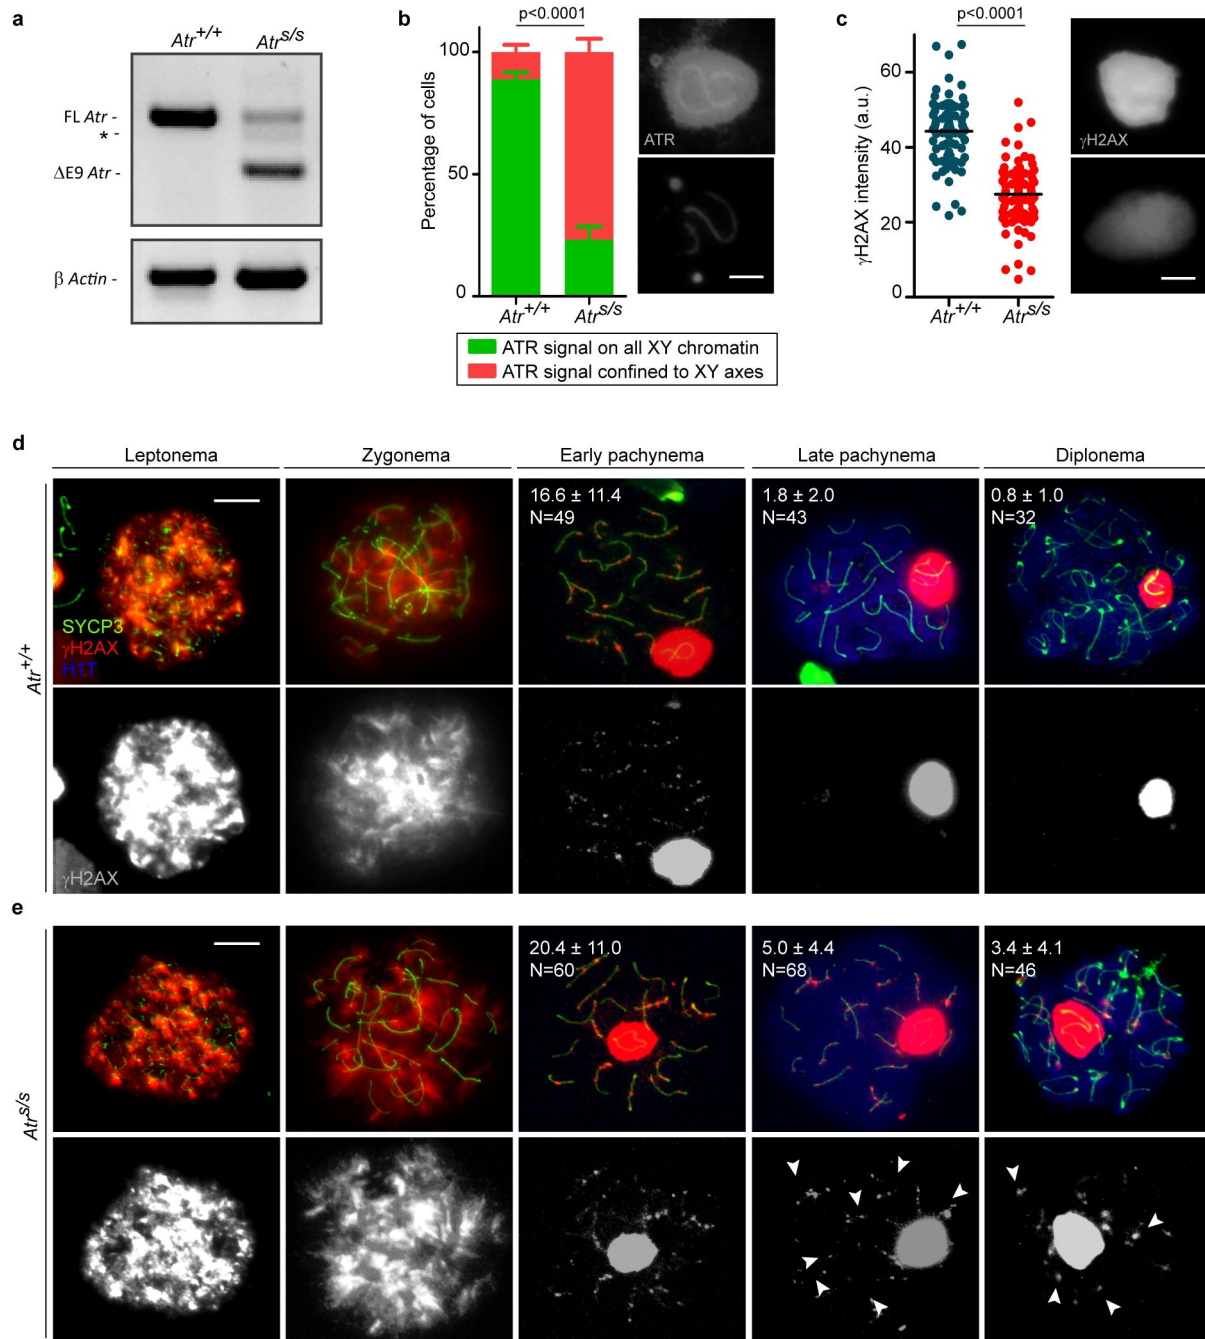 a
Atr+/+
Atrs/s
FL Atr -
* -
ΔE9 Atr -
β Actin -
b
p<0.0001
Percentage of cells
100
50
0
Atr+/+
Atrs/s
ATR
ATR signal on all XY chromatin
ATR signal confined to XY axes
c
p<0.0001
γH2AX intensity (a.u.)
60
40
20
0
Atr+/+
Atrs/s
γH2AX
d
Leptonema
Zygonema
Early pachynema
Late pachynema
Diplonema
Atr+/+
SYCP3
γH2AX
H1T
16.6 ± 11.4
N=49
1.8 ± 2.0
N=43
0.8 ± 1.0
N=32
γH2AX
e
Atrs/s
20.4 ± 11.0
N=60
5.0 ± 4.4
N=68
3.4 ± 4.1
N=46